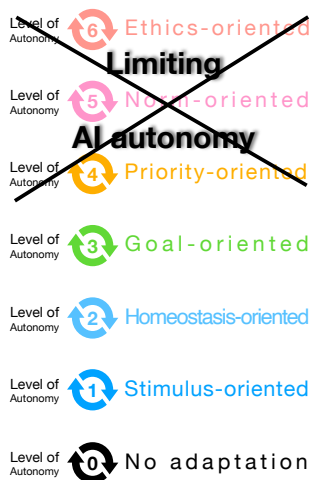 Level of
Autonomy
6
Ethics-oriented
Limiting
Level of
Autonomy
5
Norm-oriented
AI autonomy
Level of
Autonomy
4
Priority-oriented
Level of
Autonomy
3
Goal-oriented
Level of
Autonomy
2
Homeostasis-oriented
Level of
Autonomy
1
Stimulus-oriented
Level of
Autonomy
0
No adaptation